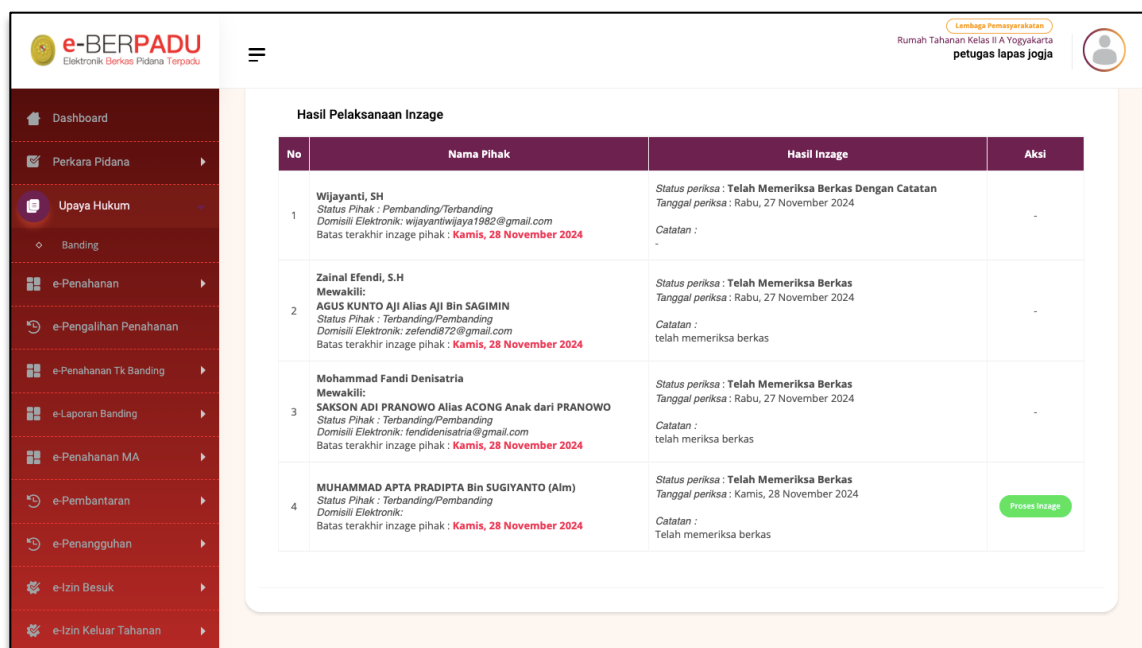 e-BERPADU
Elektronik Berkas Pidana Terpadu
Lembaga Pemasyarakatan
Rumah Tahanan Kelas II A Yogyakarta
petugas lapas jogja
Dashboard
Perkara Pidana
Upaya Hukum
Banding
e-Penahanan
e-Pengalihan Penahanan
e-Penahanan Tk Banding
e-Laporan Banding
e-Penahanan MA
e-Pembantaran
e-Penangguhan
e-Izin Besuk
e-Izin Keluar Tahanan
Hasil Pelaksanaan Inzage
No Nama Pihak Hasil Inzage Aksi
1
Wijayanti, SH
Status Pihak : Pembanding/Terbanding
Domisili Elektronik: wijayantiwijaya1982@gmail.com
Batas terakhir inzage pihak : Kamis, 28 November 2024
Status periksa : Telah Memeriksa Berkas Dengan Catatan
Tanggal periksa : Rabu, 27 November 2024
Catatan :
-
-
2
Zainal Efendi, S.H
Mewakili:
AGUS KUNTO AJI Alias AJI Bin SAGIMIN
Status Pihak : Terbanding/Pembanding
Domisili Elektronik: zefendi872@gmail.com
Batas terakhir inzage pihak : Kamis, 28 November 2024
Status periksa : Telah Memeriksa Berkas
Tanggal periksa : Rabu, 27 November 2024
Catatan :
telah memeriksa berkas
-
3
Mohammad Fandi Denisatria
Mewakili:
SAKSON ADI PRANOWO Alias ACONG Anak dari PRANOWO
Status Pihak : Terbanding/Pembanding
Domisili Elektronik: fendidenisatria@gmail.com
Batas terakhir inzage pihak : Kamis, 28 November 2024
Status periksa : Telah Memeriksa Berkas
Tanggal periksa : Rabu, 27 November 2024
Catatan :
telah meriksa berkas
-
4
MUHAMMAD APTA PRADIPTA Bin SUGIYANTO (Alm)
Status Pihak : Terbanding/Pembanding
Domisili Elektronik:
Batas terakhir inzage pihak : Kamis, 28 November 2024
Status periksa : Telah Memeriksa Berkas
Tanggal periksa : Kamis, 28 November 2024
Catatan :
Telah memeriksa berkas
Proses Inzage